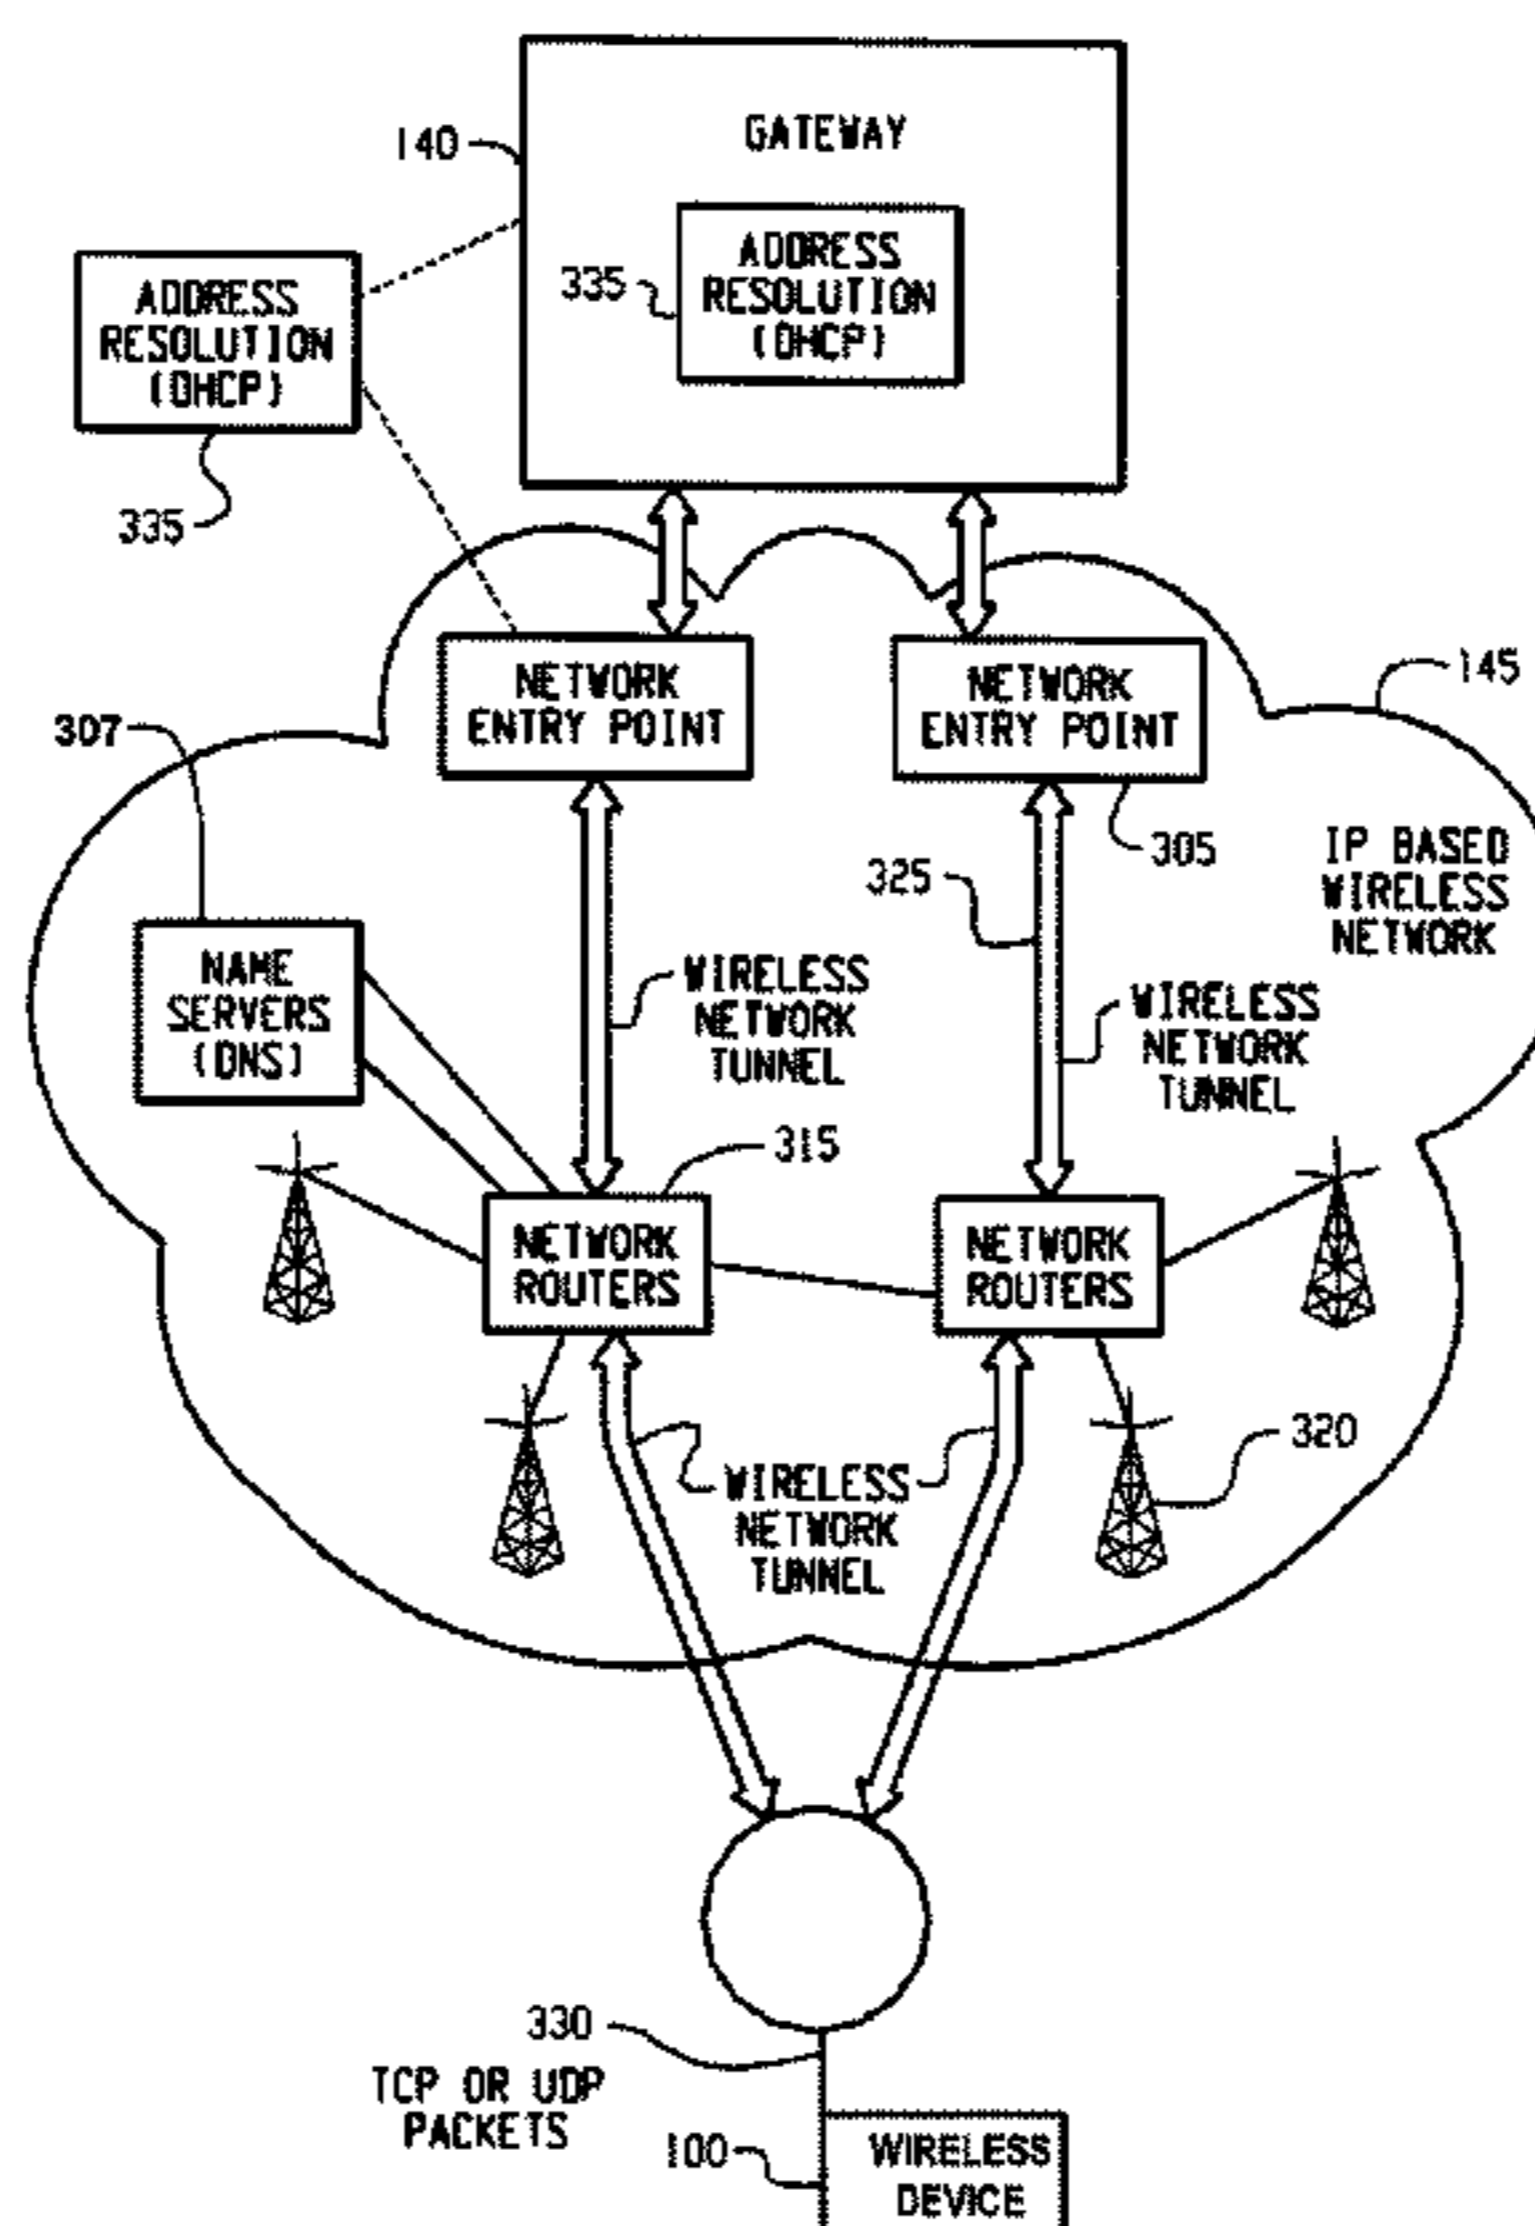 GATEWAY
140
ADDRESS
RESOLUTION
(DHCP)
335
ADDRESS
RESOLUTION
(DHCP)
335
NETWORK
ENTRY POINT
NETWORK
ENTRY POINT
145
307
305
IP BASED
WIRELESS
NETWORK
325
NAME
SERVERS
(DNS)
WIRELESS
NETWORK
TUNNEL
WIRELESS
NETWORK
TUNNEL
315
NETWORK
ROUTERS
NETWORK
ROUTERS
320
WIRELESS
NETWORK
TUNNEL
330
TCP OR UDP
PACKETS
100
WIRELESS
DEVICE